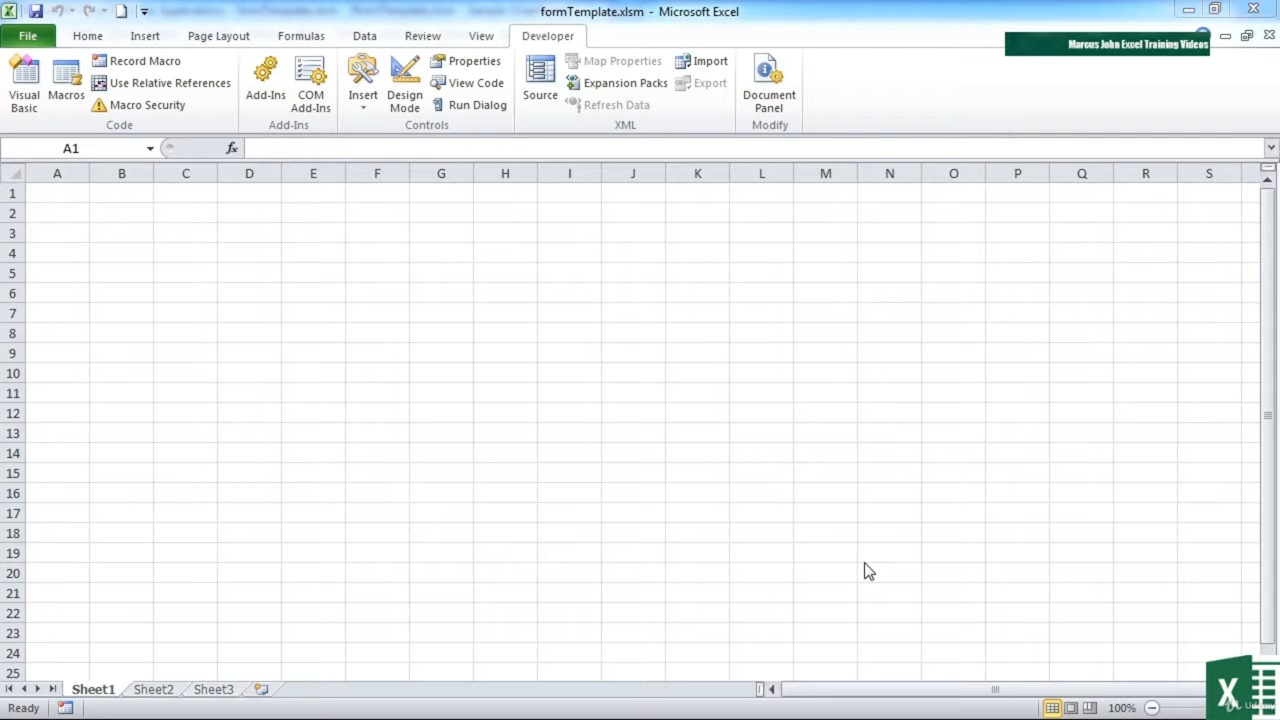 formTemplate.xlsm - Microsoft Excel
File Home Insert Page Layout Formulas Data Review View Developer
Marcus John Excel Training Videos
Visual Basic
Macros
Record Macro
Use Relative References
Macro Security
Code
Add-Ins
COM Add-Ins
Add-Ins
Insert
Design Mode
Properties
View Code
Run Dialog
Controls
Source
Map Properties
Expansion Packs
Refresh Data
Import
Export
XML
Document Panel
Modify
A1
fx
A B C D E F G H I J K L M N O P Q R S
1
2
3
4
5
6
7
8
9
10
11
12
13
14
15
16
17
18
19
20
21
22
23
24
25
Sheet1 Sheet2 Sheet3
Ready
100%
X